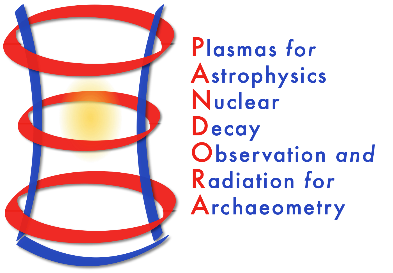 Plasmas for
Astrophysics
Nuclear
Decay
Observation and
Radiation for
Archaeometry